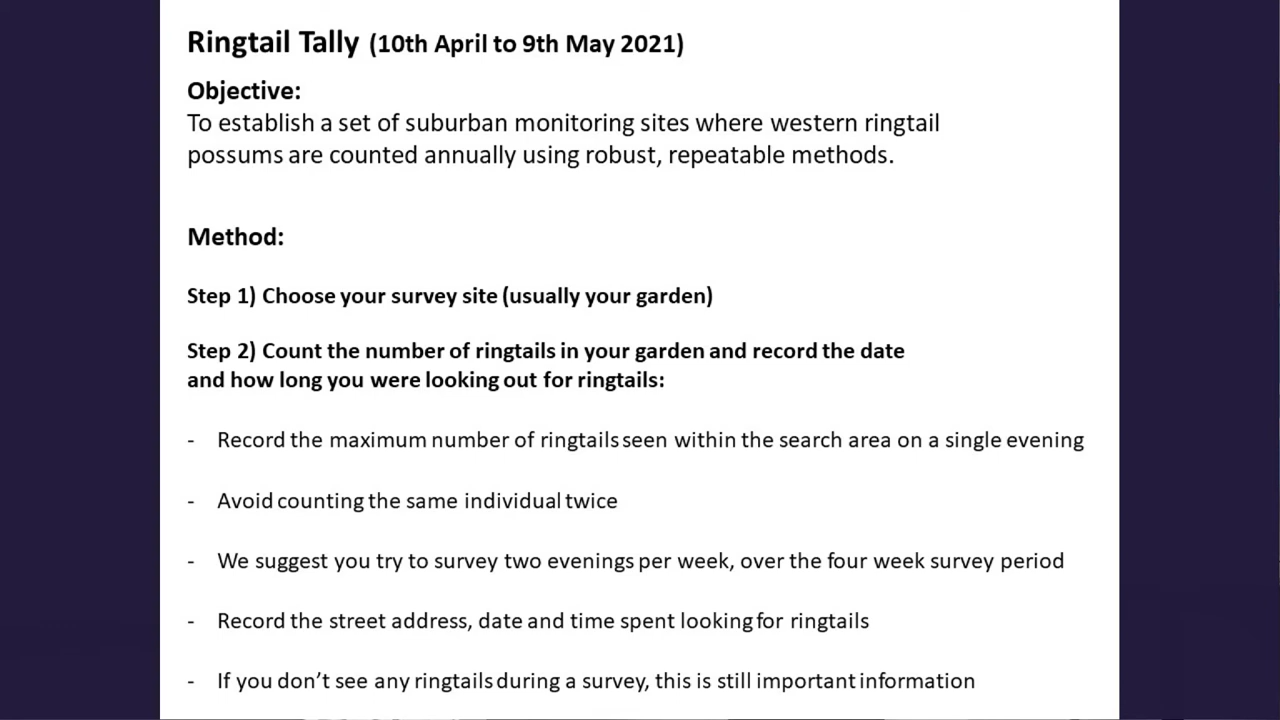 Ringtail Tally (10th April to 9th May 2021)
Objective:
To establish a set of suburban monitoring sites where western ringtail
possums are counted annually using robust, repeatable methods.
Method:
Step 1) Choose your survey site (usually your garden)
Step 2) Count the number of ringtails in your garden and record the date
and how long you were looking out for ringtails:
- Record the maximum number of ringtails seen within the search area on a single evening
- Avoid counting the same individual twice
- We suggest you try to survey two evenings per week, over the four week survey period
- Record the street address, date and time spent looking for ringtails
- If you don’t see any ringtails during a survey, this is still important information